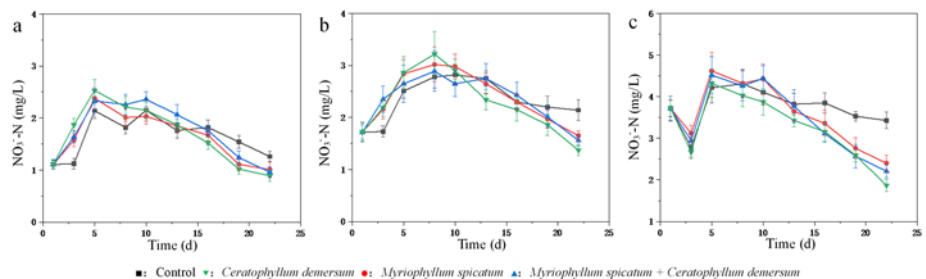 a b c
4 4 6
3 3 5
2 2 4
1 1 3
0 0 2
1
NO₃⁻-N (mg/L) NO₃⁻-N (mg/L) NO₃⁻-N (mg/L)
0 5 10 15 20 25 0 5 10 15 20 25 0 5 10 15 20 25
Time (d) Time (d) Time (d)
■: Control ▼: Ceratophyllum demersum ●: Myriophyllum spicatum ▲: Myriophyllum spicatum + Ceratophyllum demersum